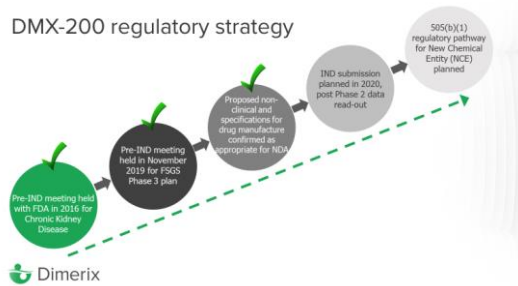 DMX-200 regulatory strategy
Pre-IND meeting held
with FDA in 2016 for
Chronic Kidney
Disease
Pre-IND meeting
held in November
2019 for FSGS
Phase 3 plan
Proposed non-
clinical and
specifications for
drug manufacture
confirmed as
appropriate for NDA
IND submission
planned in 2020,
post Phase 2 data
read-out
505(b)(1)
regulatory pathway
for New Chemical
Entity (NCE)
planned
Dimerix